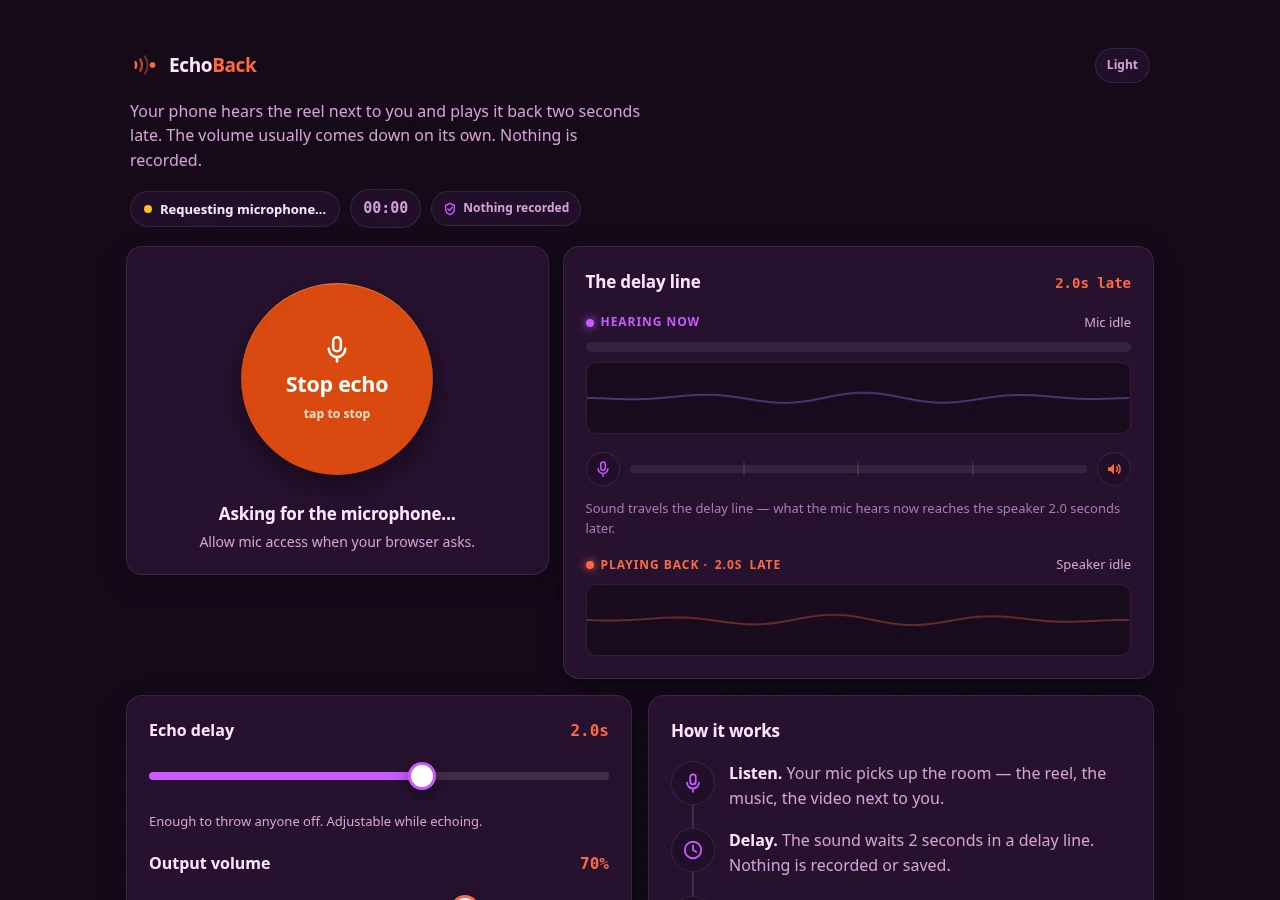 EchoBack
Light
Your phone hears the reel next to you and plays it back two seconds
late. The volume usually comes down on its own. Nothing is
recorded.
Requesting microphone…
00:00
Nothing recorded
Stop echo
tap to stop
Asking for the microphone…
Allow mic access when your browser asks.
The delay line
2.0s late
HEARING NOW
Mic idle
Sound travels the delay line — what the mic hears now reaches the speaker 2.0 seconds
later.
PLAYING BACK · 2.0S LATE
Speaker idle
Echo delay
2.0s
Enough to throw anyone off. Adjustable while echoing.
Output volume
70%
How it works
Listen. Your mic picks up the room — the reel, the
music, the video next to you.
Delay. The sound waits 2 seconds in a delay line.
Nothing is recorded or saved.